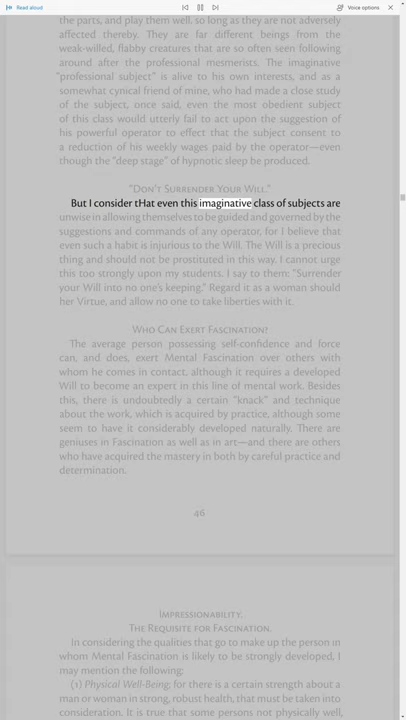 Read aloud
Voice options
the parts, and play them well, so long as they are not adversely
affected thereby. They are far different beings from the
weak-willed, flabby creatures that are so often seen following
around after the professional mesmerists. The imaginative
“professional subject” is alive to his own interests, and as a
somewhat cynical friend of mine, who had made a close study
of the subject, once said, even the most obedient subject
of this class would utterly fail to act upon the suggestion of
his powerful operator to effect that the subject consent to
a reduction of his weekly wages paid by the operator—even
though the “deep stage” of hypnotic sleep be produced.
“Don't Surrender Your Will.”
But I consider tHat even this imaginative class of subjects are
unwise in allowing themselves to be guided and governed by the
suggestions and commands of any operator, for I believe that
even such a habit is injurious to the Will. The Will is a precious
thing and should not be prostituted in this way. I cannot urge
this too strongly upon my students. I say to them: “Surrender
your Will into no one's keeping.” Regard it as a woman should
her Virtue, and allow no one to take liberties with it.
Who Can Exert Fascination?
The average person possessing self-confidence and force
can, and does, exert Mental Fascination over others with
whom he comes in contact, although it requires a developed
Will to become an expert in this line of mental work. Besides
this, there is undoubtedly a certain “knack” and technique
about the work, which is acquired by practice, although some
seem to have it considerably developed naturally. There are
geniuses in Fascination as well as in art—and there are others
who have acquired the mastery in both by careful practice and
determination.
46
Impressionability.
The Requisite for Fascination.
In considering the qualities that go to make up the person in
whom Mental Fascination is likely to be strongly developed, I
may mention the following:
(1) Physical Well-Being; for there is a certain strength about a
man or woman in strong, robust health, that must be taken into
consideration. It is true that some persons not physically well,